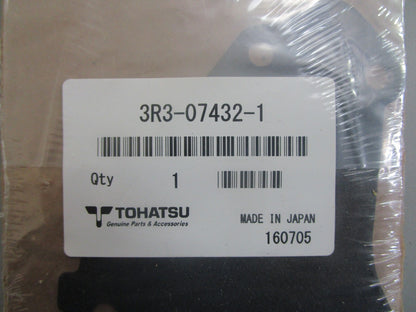 3R3-07432-1
Qty 1
TOHATSU
Genuine Parts & Accessories
MADE IN JAPAN
160705